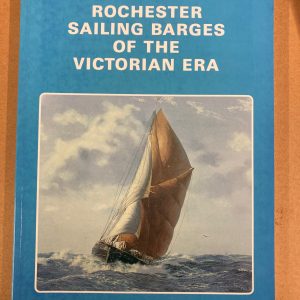 ROCHESTER
SAILING BARGES
OF THE
VICTORIAN ERA